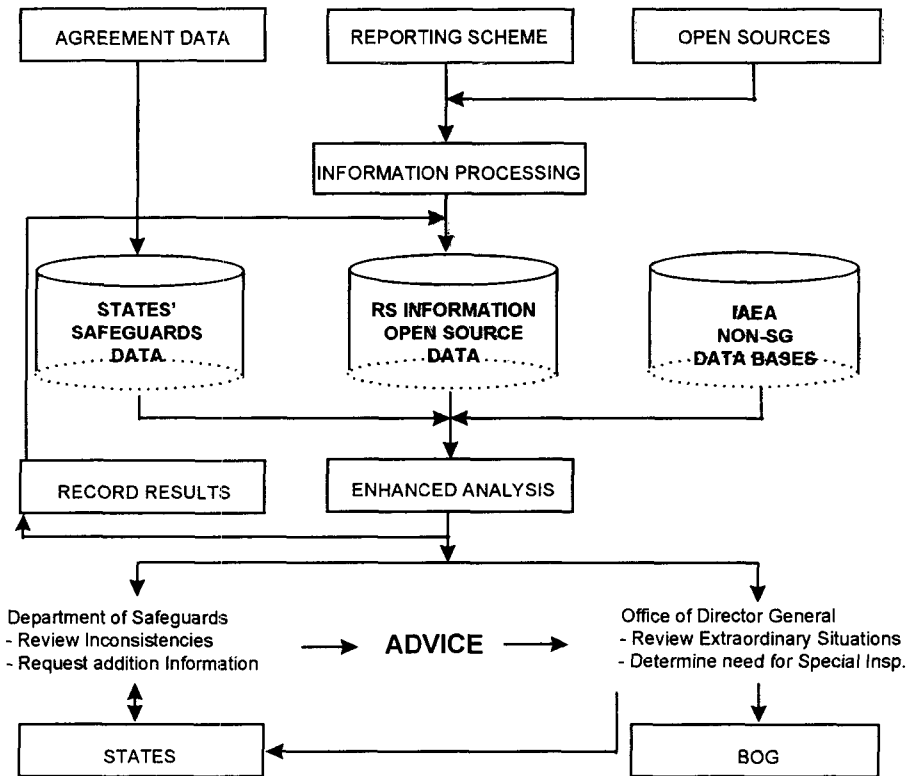 AGREEMENT DATA
REPORTING SCHEME
OPEN SOURCES
INFORMATION PROCESSING
STATES'
SAFEGUARDS
DATA
RS INFORMATION
OPEN SOURCE
DATA
IAEA
NON-SG
DATA BASES
RECORD RESULTS
ENHANCED ANALYSIS
Department of Safeguards
- Review Inconsistencies
- Request addition Information
ADVICE
Office of Director General
- Review Extraordinary Situations
- Determine need for Special Insp.
STATES
BOG